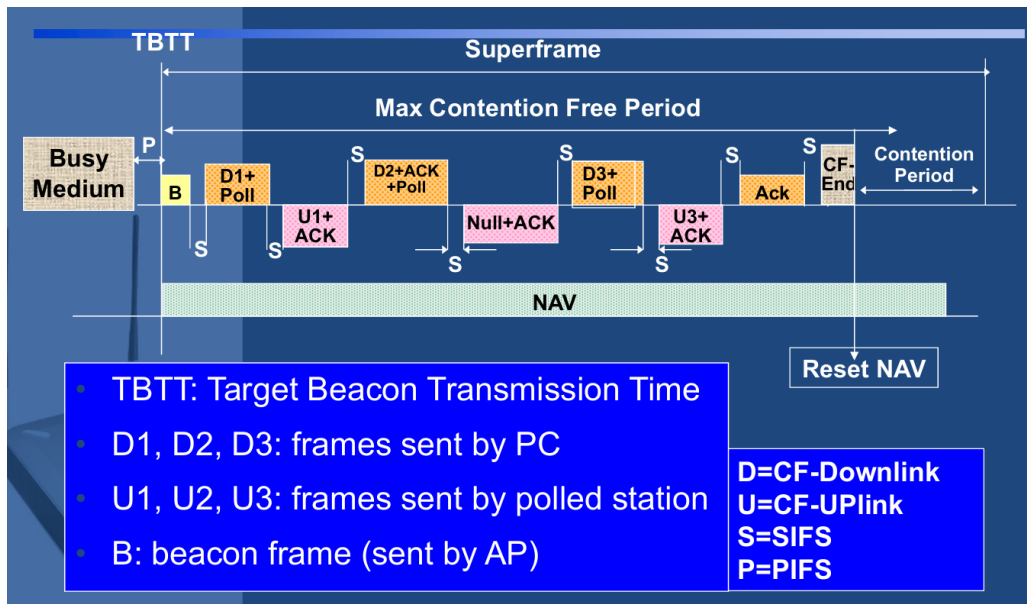 TBTT
Superframe
Max Contention Free Period
Busy
Medium
P
B
S
D1+
Poll
S
U1+
ACK
S
D2+ACK
+Poll
S
Null+ACK
S
D3+
Poll
S
U3+
ACK
S
Ack
S
CF-
End
Contention
Period
NAV
Reset NAV
• TBTT: Target Beacon Transmission Time
• D1, D2, D3: frames sent by PC
• U1, U2, U3: frames sent by polled station
• B: beacon frame (sent by AP)
D=CF-Downlink
U=CF-UPlink
S=SIFS
P=PIFS